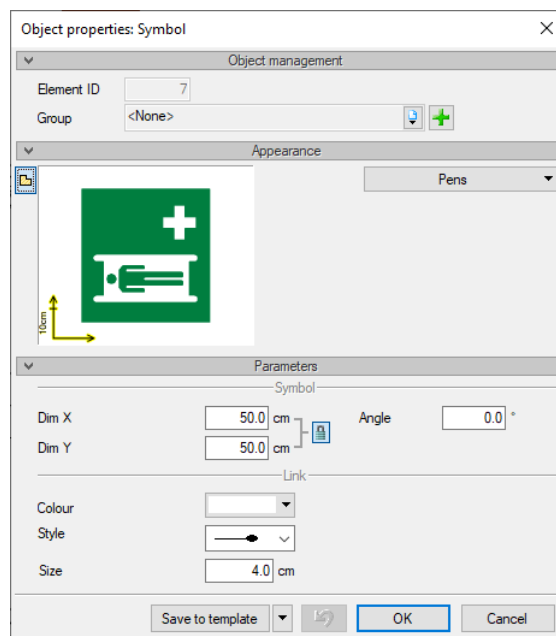 Object properties: Symbol
Object management
Element ID 7
Group <None>
Appearance
Pens
10cm
Parameters
Symbol
Dim X 50.0 cm Angle 0.0 °
Dim Y 50.0 cm
Link
Colour
Style
Size 4.0 cm
Save to template OK Cancel